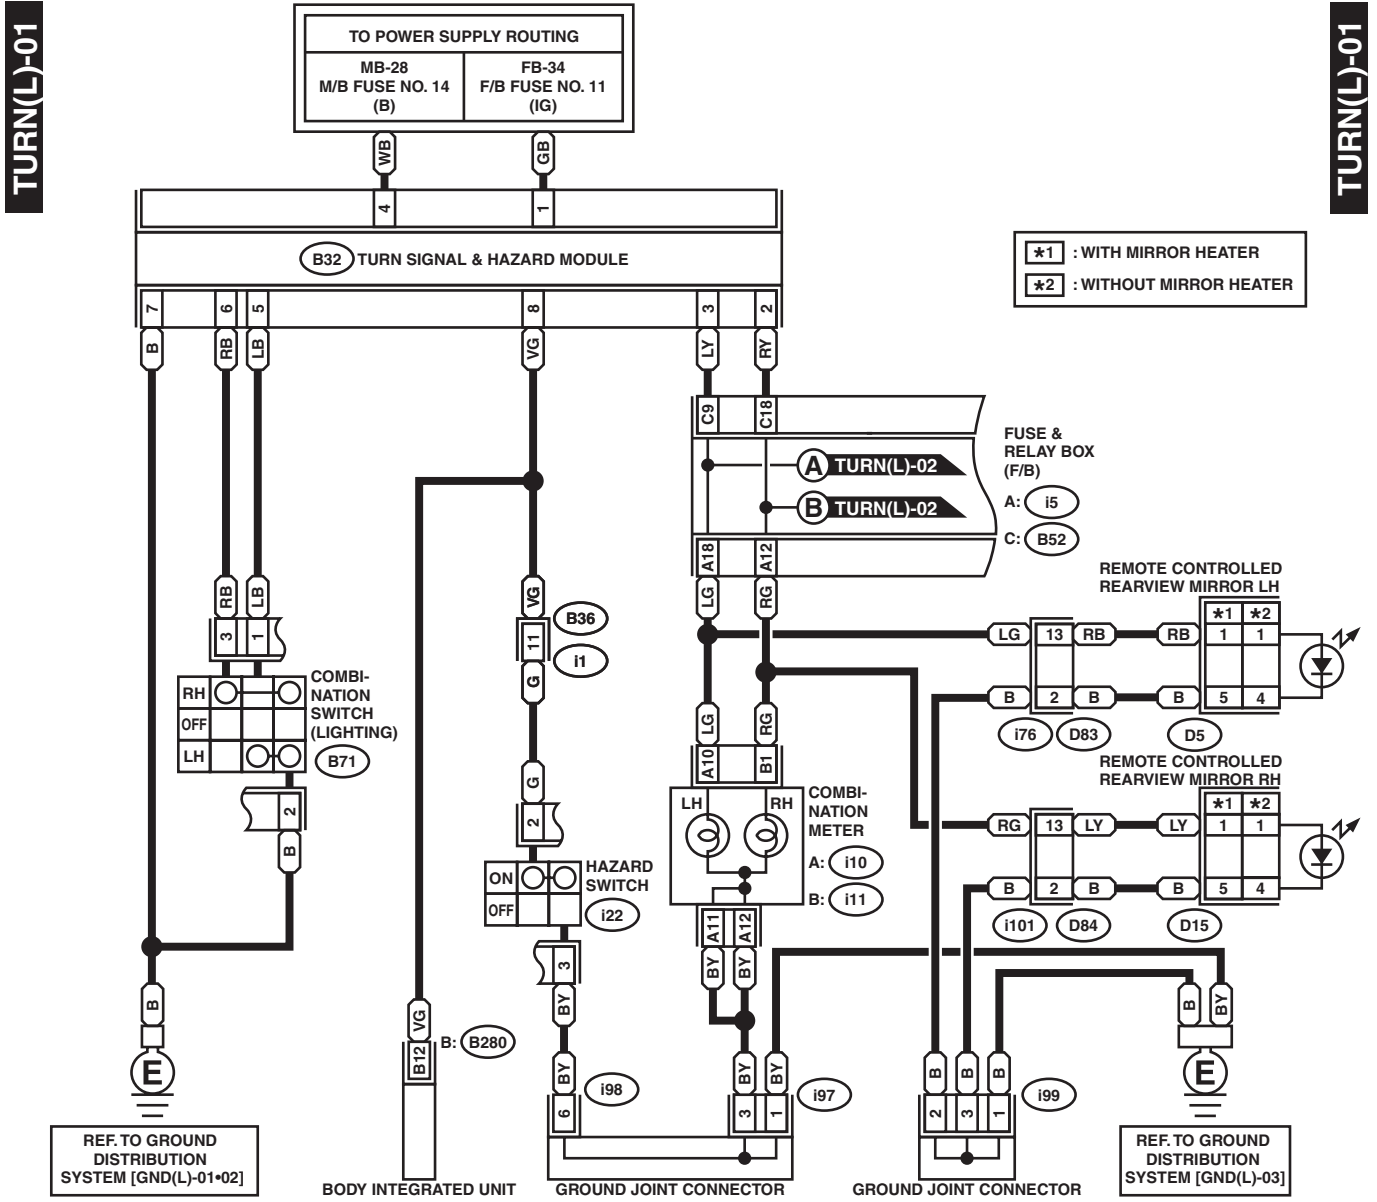 TURN(L)-01
TURN(L)-01
TO POWER SUPPLY ROUTING
MB-28
M/B FUSE NO. 14
(B)
FB-34
F/B FUSE NO. 11
(IG)
WB
GB
4
1
B32 TURN SIGNAL & HAZARD MODULE
*1 : WITH MIRROR HEATER
*2 : WITHOUT MIRROR HEATER
7
6
5
8
3
2
B
RB
LB
VG
LY
RY
C9
C18
A TURN(L)-02
B TURN(L)-02
FUSE &
RELAY BOX
(F/B)
A: i5
C: B52
A18
A12
LG
RG
RB
LB
3
1
VG
B36
11
i1
G
RH
OFF
LH
COMBI-
NATION
SWITCH
(LIGHTING)
B71
2
B
REMOTE CONTROLLED
REARVIEW MIRROR LH
*1 *2
LG 13 RB RB 1 1
B 2 B B 5 4
i76 D83 D5
REMOTE CONTROLLED
REARVIEW MIRROR RH
*1 *2
RG 13 LY LY 1 1
B 2 B B 5 4
i101 D84 D15
LG
RG
A10
B1
LH
RH
COMBI-
NATION
METER
A: i10
B: i11
A11
A12
BY
BY
G
2
ON
OFF
HAZARD
SWITCH
i22
3
BY
VG
B: B280
B12
BY
i98
6
BY
BY
i97
3
1
B
B
B
i99
2
3
1
B
BY
B
E
E
REF. TO GROUND
DISTRIBUTION
SYSTEM [GND(L)-01•02]
BODY INTEGRATED UNIT
GROUND JOINT CONNECTOR
GROUND JOINT CONNECTOR
REF. TO GROUND
DISTRIBUTION
SYSTEM [GND(L)-03]